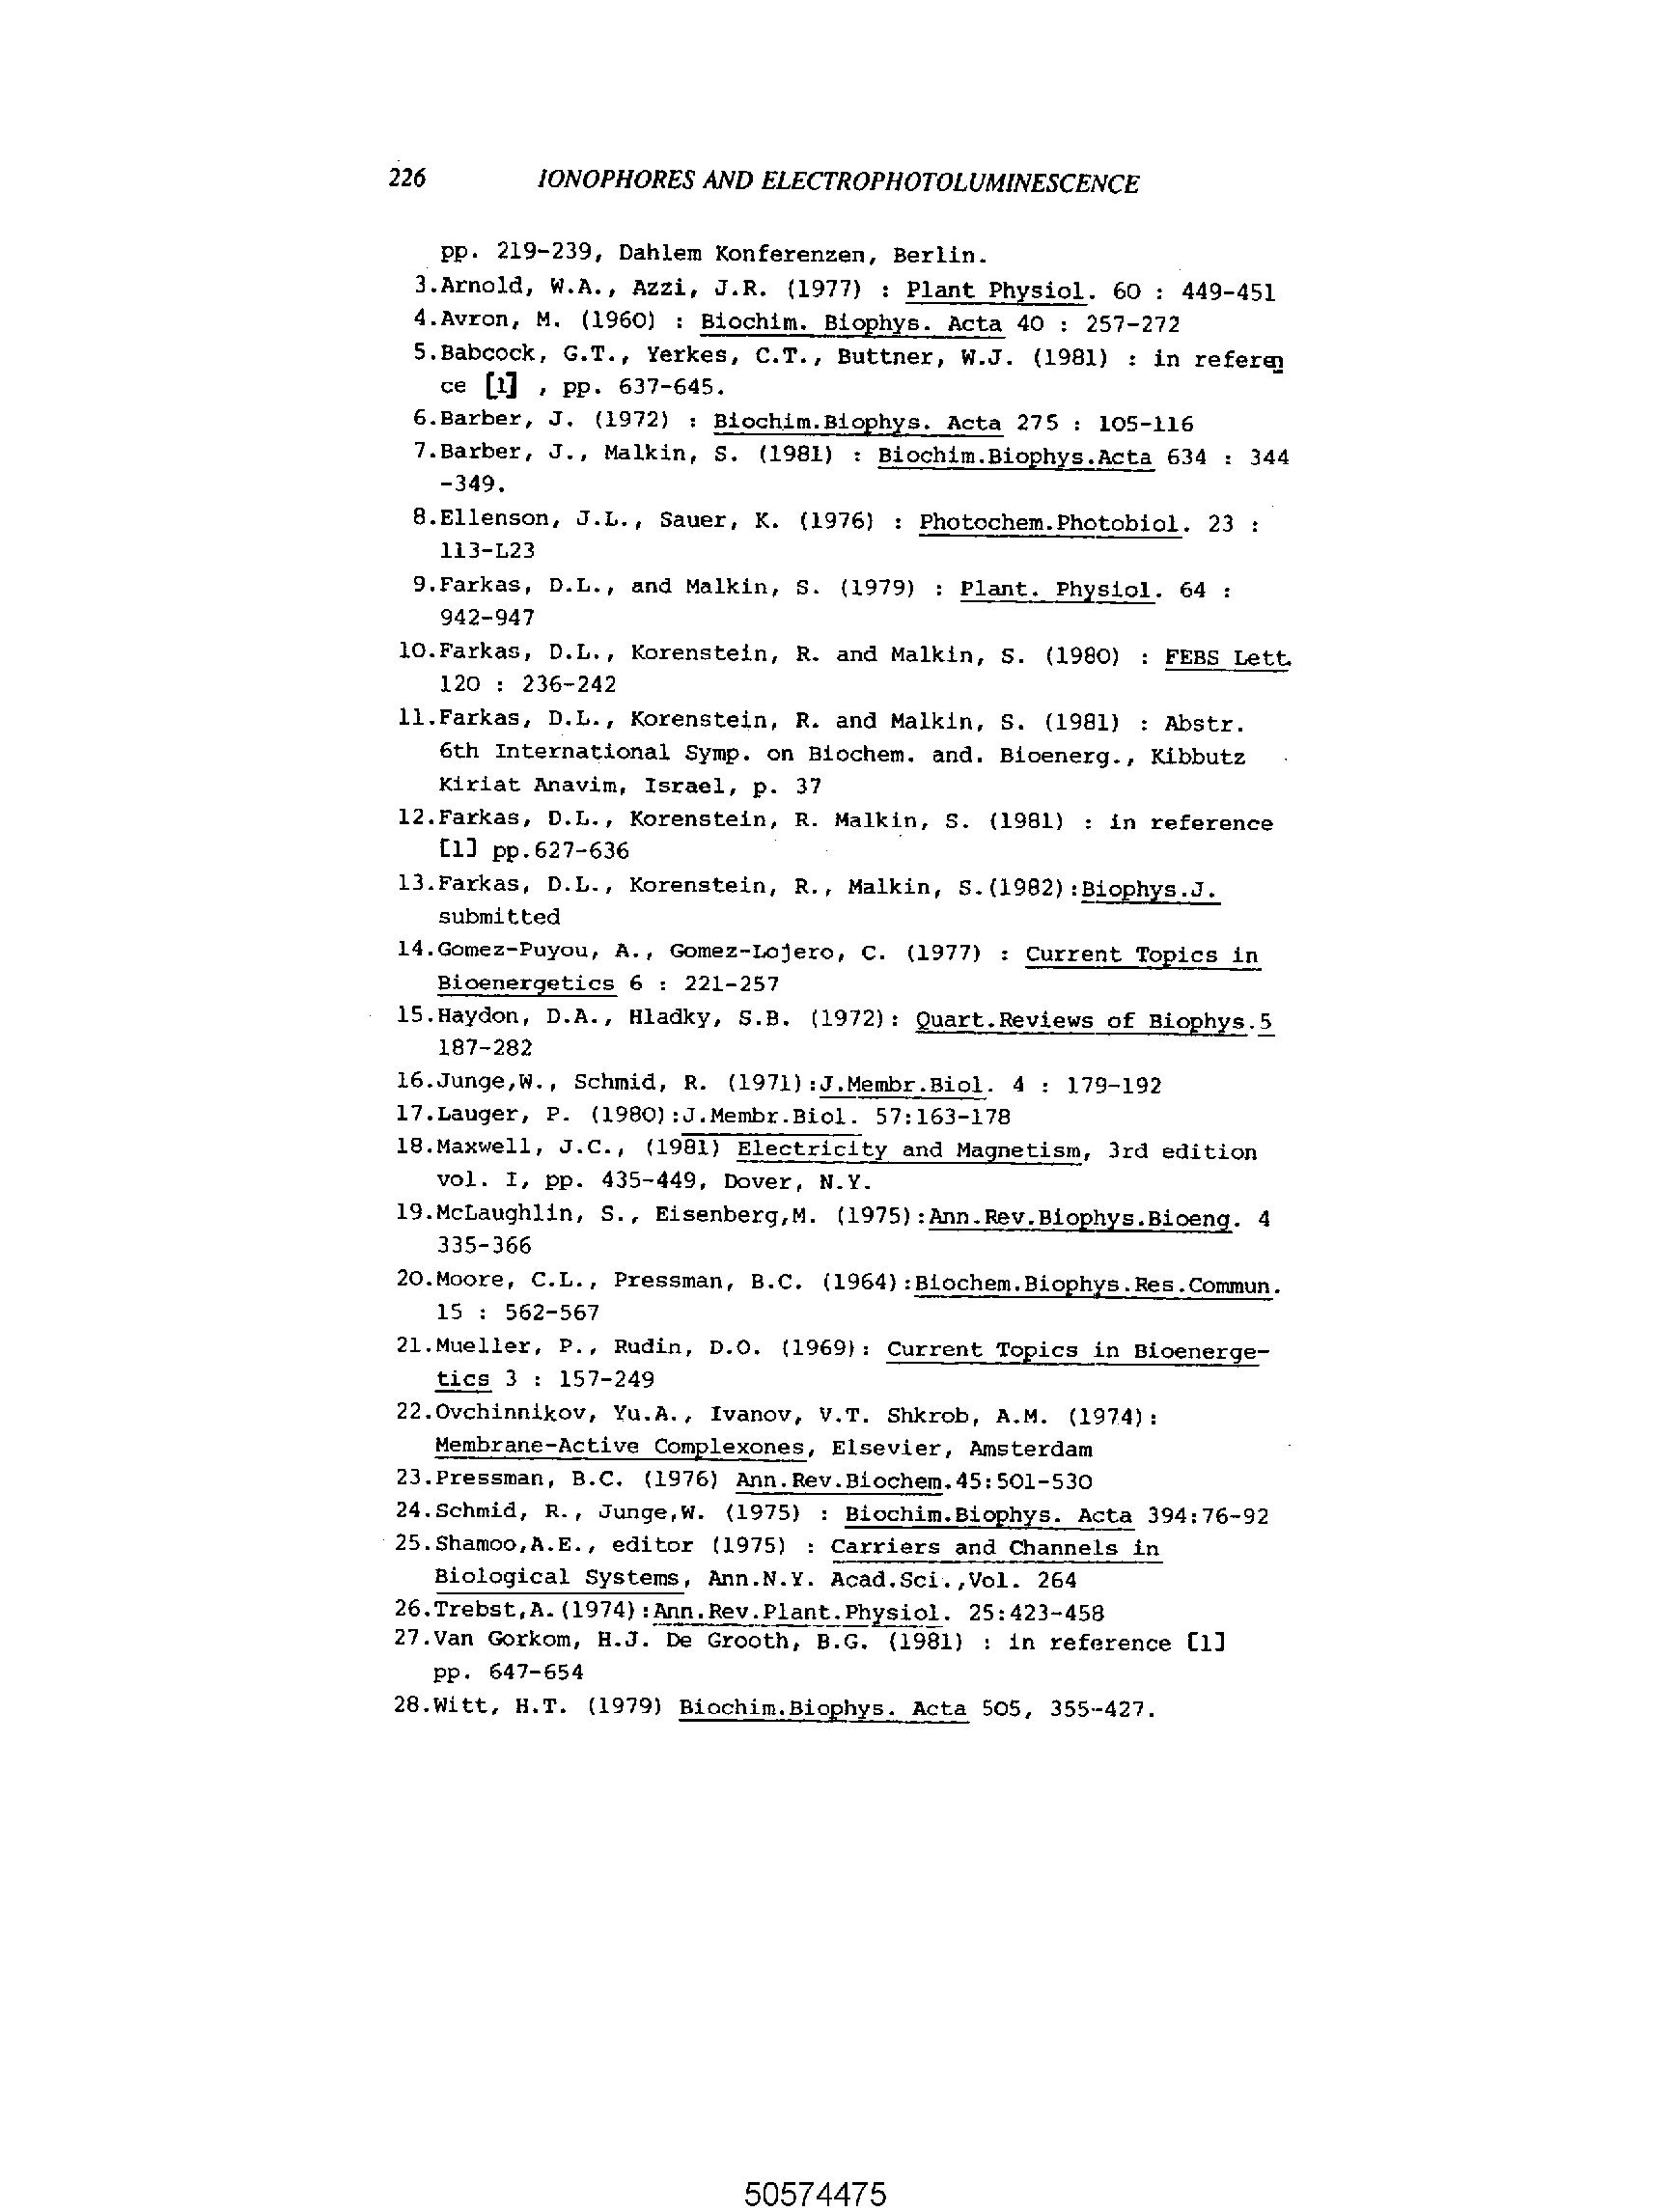 226 IONOPHORES AND ELECTROPHOTOLUMINESCENCE
pp. 219-239, Dahlem Konferenzen, Berlin.
3.Arnold, W.A., Azzi, J.R. (1977) : Plant Physiol. 60 : 449-451
4.Avron, M. (1960) : Biochim. Biophys. Acta 40 : 257-272
5.Babcock, G.T., Yerkes, C.T., Buttner, W.J. (1981) : in referen
ce [1] , pp. 637-645.
6.Barber, J. (1972) : Biochim.Biophys. Acta 275 : 105-116
7.Barber, J., Malkin, S. (1981) : Biochim.Biophys.Acta 634 : 344
-349.
8.Ellenson, J.L., Sauer, K. (1976) : Photochem.Photobiol. 23 :
113-L23
9.Farkas, D.L., and Malkin, S. (1979) : Plant. Physiol. 64 :
942-947
10.Farkas, D.L., Korenstein, R. and Malkin, S. (1980) : FEBS Lett.
120 : 236-242
11.Farkas, D.L., Korenstein, R. and Malkin, S. (1981) : Abstr.
6th International Symp. on Biochem. and. Bioenerg., Kibbutz
Kiriat Anavim, Israel, p. 37
12.Farkas, D.L., Korenstein, R. Malkin, S. (1981) : in reference
[1] pp.627-636
13.Farkas, D.L., Korenstein, R., Malkin, S.(1982):Biophys.J.
submitted
14.Gomez-Puyou, A., Gomez-Lojero, C. (1977) : Current Topics in
Bioenergetics 6 : 221-257
15.Haydon, D.A., Hladky, S.B. (1972): Quart.Reviews of Biophys.5
187-282
16.Junge,W., Schmid, R. (1971):J.Membr.Biol. 4 : 179-192
17.Lauger, P. (1980):J.Membr.Biol. 57:163-178
18.Maxwell, J.C., (1981) Electricity and Magnetism, 3rd edition
vol. I, pp. 435-449, Dover, N.Y.
19.McLaughlin, S., Eisenberg,M. (1975):Ann.Rev.Biophys.Bioeng. 4
335-366
20.Moore, C.L., Pressman, B.C. (1964):Biochem.Biophys.Res.Commun.
15 : 562-567
21.Mueller, P., Rudin, D.O. (1969): Current Topics in Bioenerge-
tics 3 : 157-249
22.Ovchinnikov, Yu.A., Ivanov, V.T. Shkrob, A.M. (1974):
Membrane-Active Complexones, Elsevier, Amsterdam
23.Pressman, B.C. (1976) Ann.Rev.Biochem.45:501-530
24.Schmid, R., Junge,W. (1975) : Biochim.Biophys. Acta 394:76-92
25.Shamoo,A.E., editor (1975) : Carriers and Channels in
Biological Systems, Ann.N.Y. Acad.Sci.,Vol. 264
26.Trebst,A.(1974):Ann.Rev.Plant.Physiol. 25:423-458
27.Van Gorkom, H.J. De Grooth, B.G. (1981) : in reference [1]
pp. 647-654
28.Witt, H.T. (1979) Biochim.Biophys. Acta 505, 355-427.
50574475